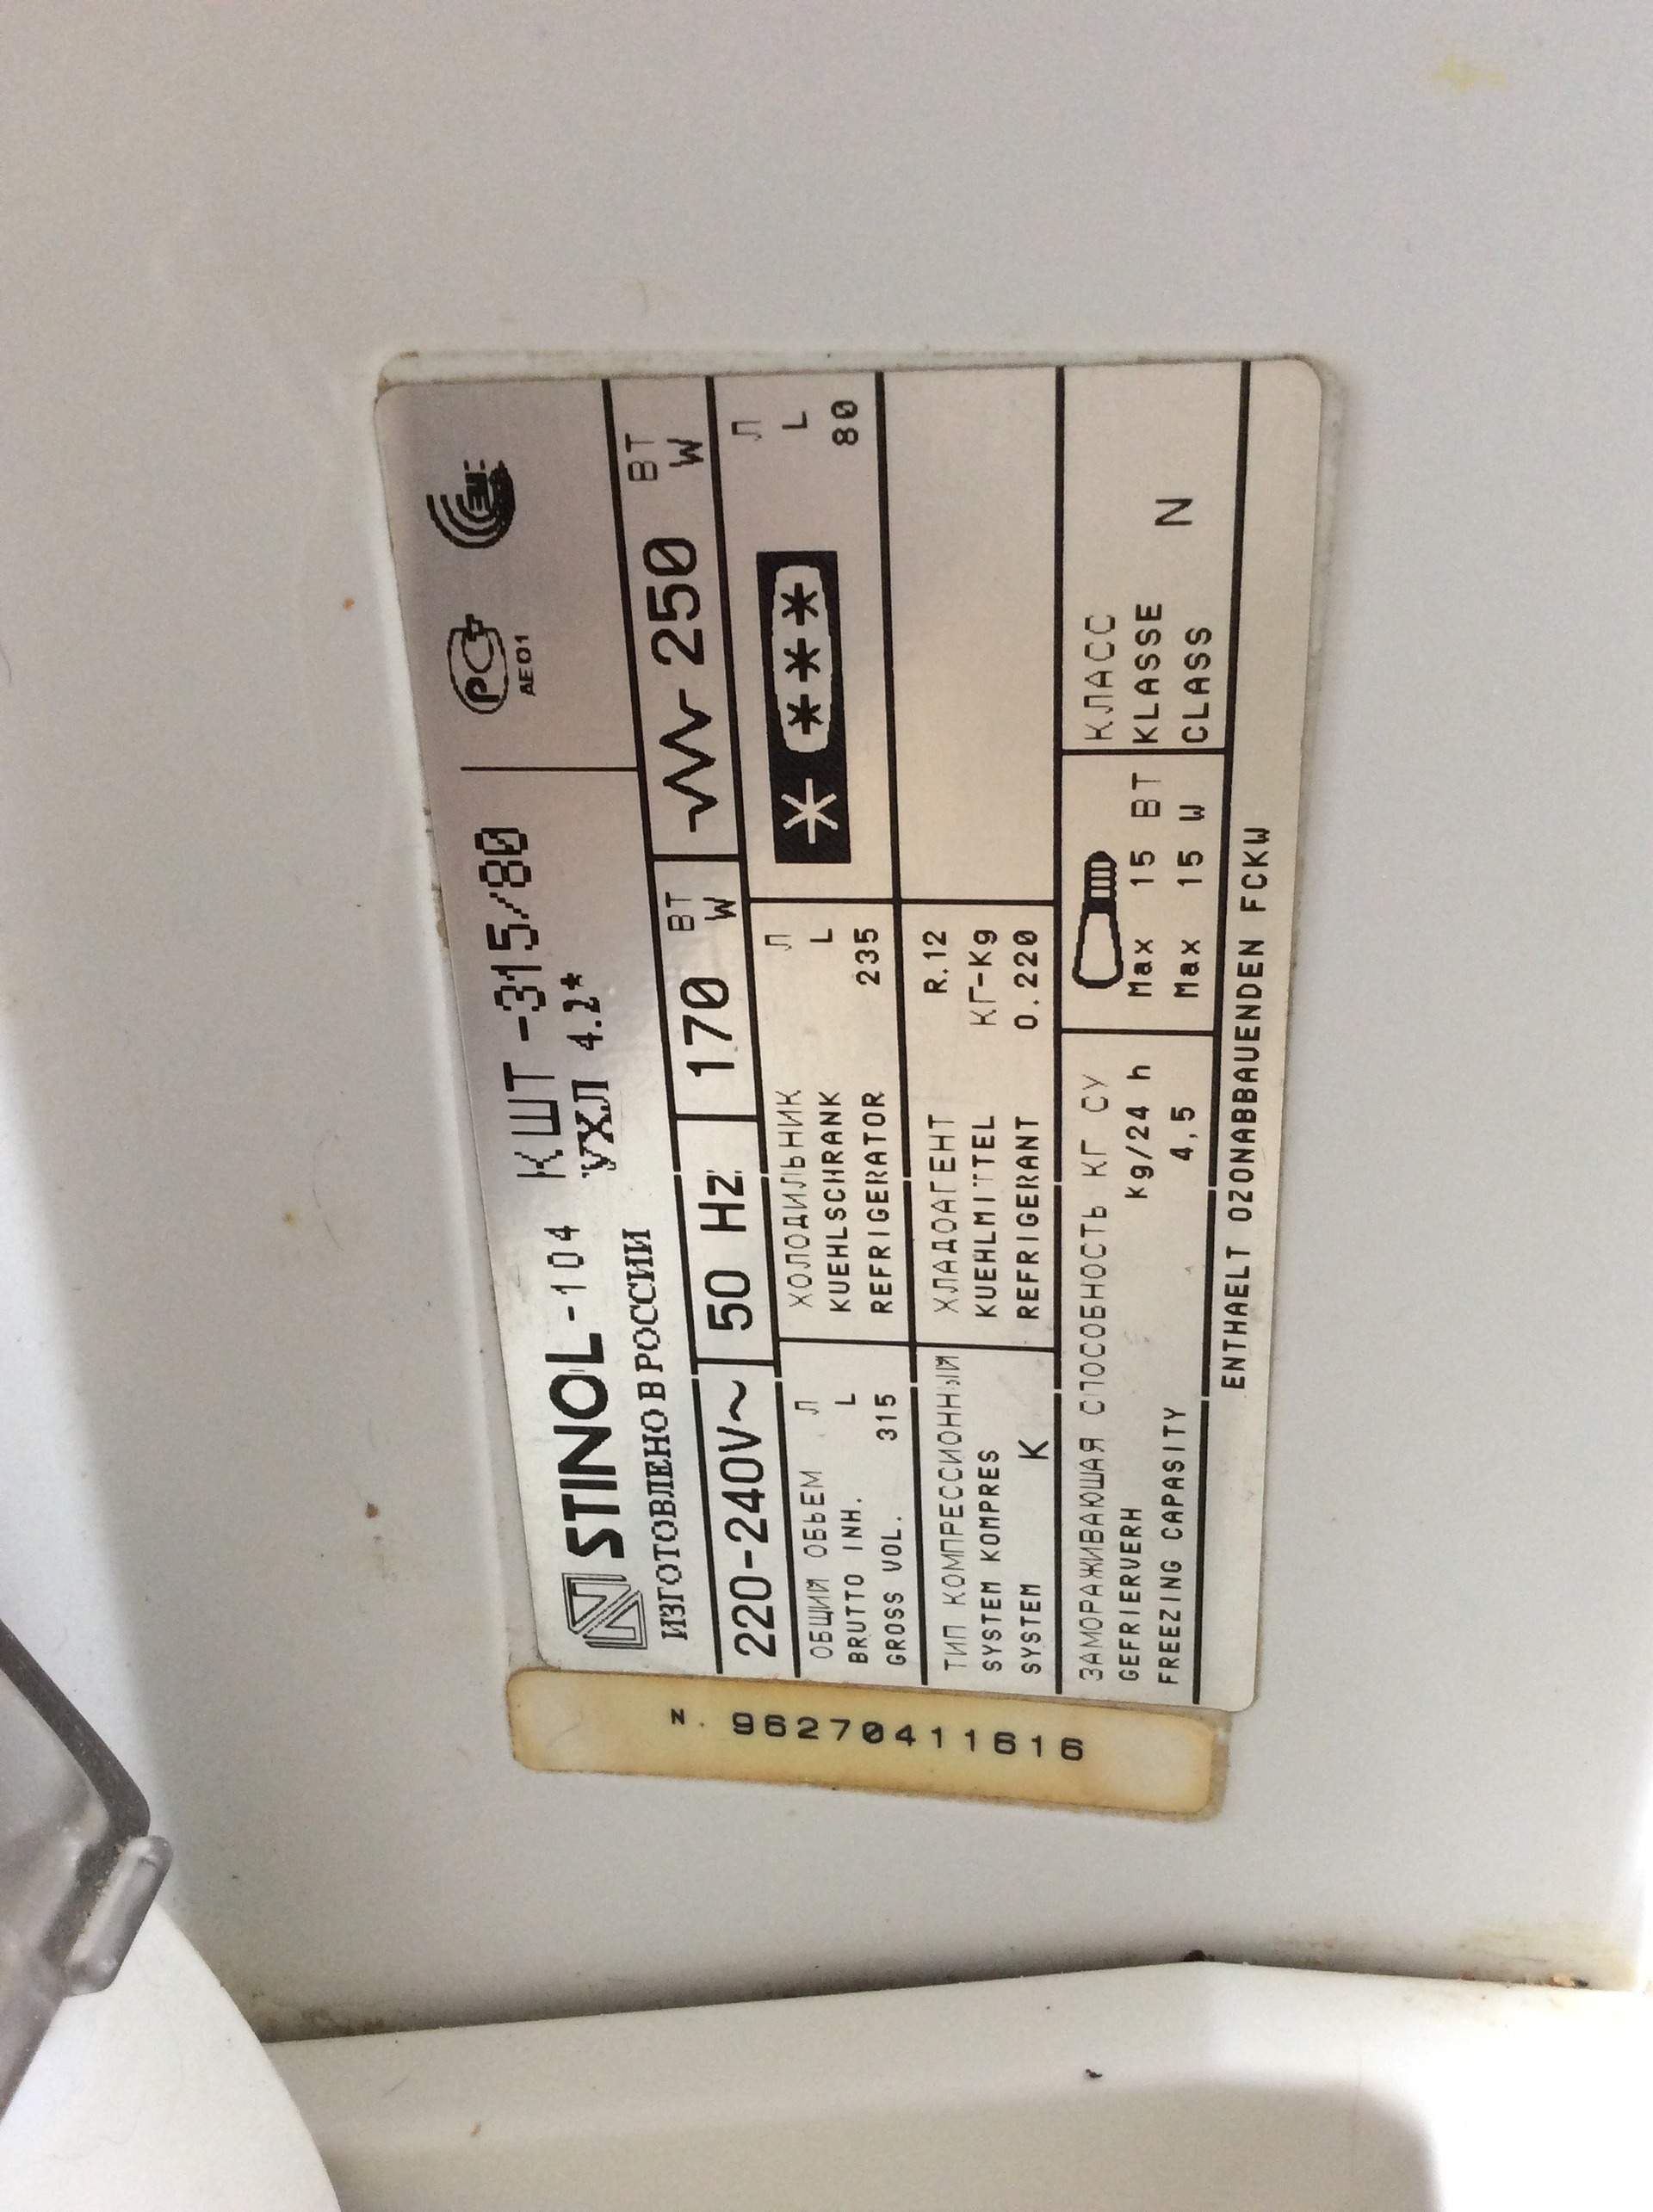 STINOL-104 КШТ-315/80
УХЛ 4.2*
ИЗГОТОВЛЕНО В РОССИИ
РС
АЕ01
220-240V~ 50 Hz 170 ВТ W 250 ВТ W
ОБЩИЙ ОБЪЕМ Л
BRUTTO INH. L
GROSS VOL. 315
ХОЛОДИЛЬНИК Л
KUEHLSCHRANK L
REFRIGERATOR 235
* *** Л
L
80
ТИП КОМПРЕССИОННЫЙ
SYSTEM KOMPRES
SYSTEM K
ХЛАДОАГЕНТ R.12
KUEHLMITTEL КГ-Kg
REFRIGERANT 0.220
ЗАМОРАЖИВАЮЩАЯ СПОСОБНОСТЬ КГ СУ
GEFRIERVERH Kg/24 h
FREEZING CAPASITY 4,5
Max 15 ВТ
Max 15 W
КЛАСС
KLASSE N
CLASS
ENTHAELT OZONABBAUENDEN FCKW
N. 96270411616